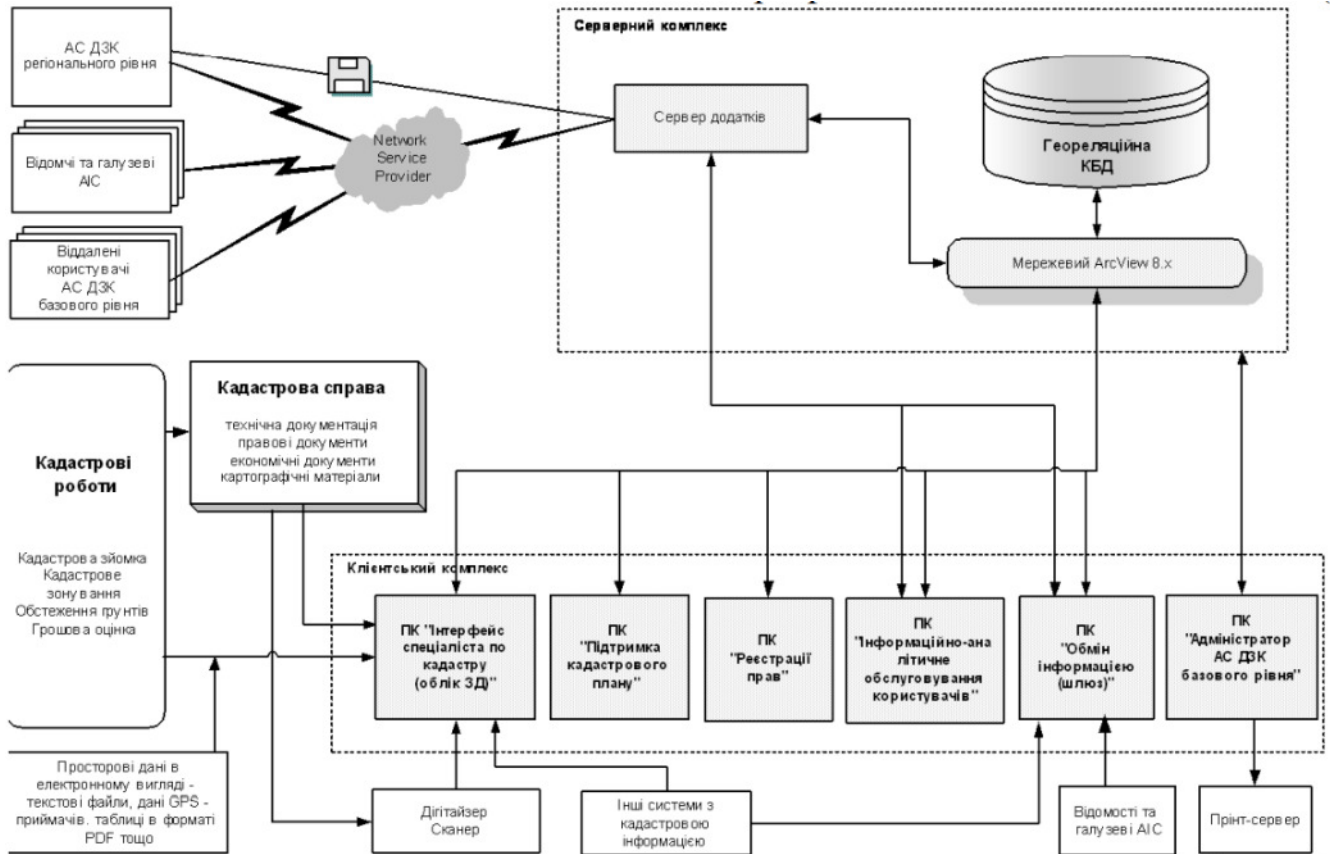 Серверний комплекс
АС ДЗК
регіонального рівня
Відомчі та галузеві
АІС
Віддалені
користувачі
АС ДЗК
базового рівня
Network
Service
Provider
Сервер додатків
Геореляційна
КБД
Мережевий ArcView 8.x
Кадастрові
роботи
Кадастрова зйомка
Кадастрове
зонування
Обстеження грунтів
Грошова оцінка
Кадастрова справа
технічна документація
правові документи
економічні документи
картографічні матеріали
Клієнтський комплекс
ПК "Інтерфейс
спеціаліста по
кадастру
(облік ЗД)"
ПК
"Підтримка
кадастрового
плану"
ПК
"Реєстрації
прав"
ПК
"Інформаційно-ана
літичне
обслуговування
користувачів"
ПК
"Обмін
інформацією
(шлюз)"
ПК
"Адміністратор
АС ДЗК
базового рівня"
Просторові дані в
електронному вигляді -
текстові файли, дані GPS -
приймачів. таблиці в форматі
PDF тощо
Дігітайзер
Сканер
Інші системи з
кадастровою
інформацією
Відомості та
галузеві АІС
Прінт-сервер